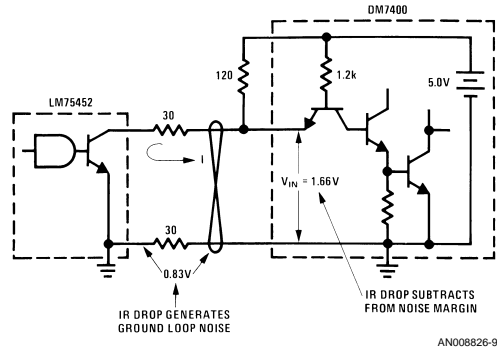 DM7400
120
1.2k
5.0V
LM75452
30
I
V_IN = 1.66V
30
0.83V
IR DROP GENERATES
GROUND LOOP NOISE
IR DROP SUBTRACTS
FROM NOISE MARGIN
AN008826-9